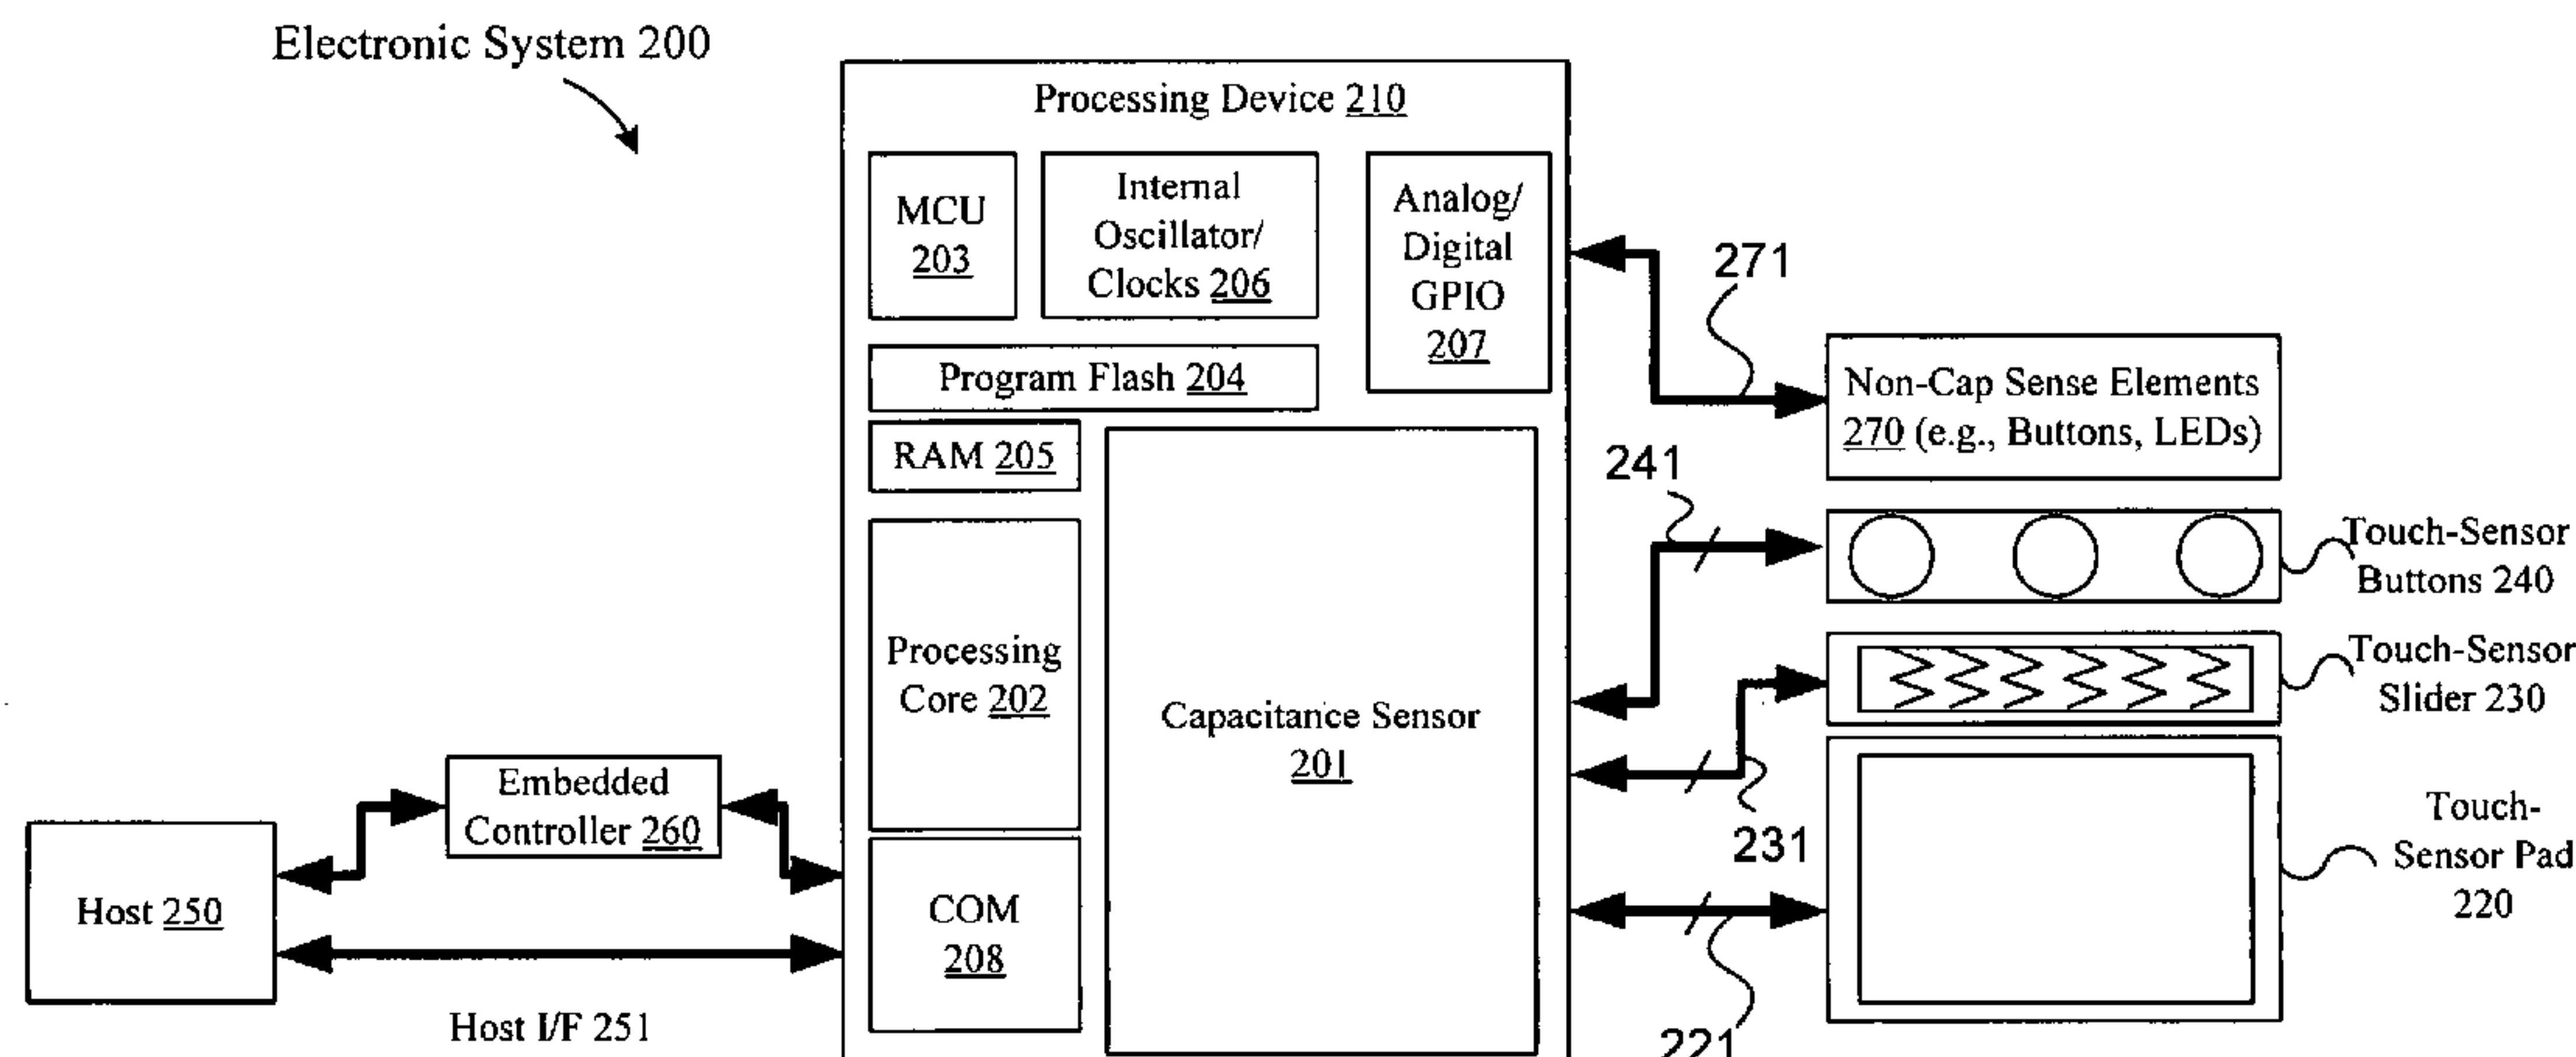 Electronic System 200
Processing Device 210
MCU
203
Internal
Oscillator/
Clocks 206
Analog/
Digital
GPIO
207
271
Program Flash 204
Non-Cap Sense Elements
270 (e.g., Buttons, LEDs)
RAM 205
241
Touch-Sensor
Buttons 240
Processing
Core 202
Capacitance Sensor
201
Touch-Sensor
Slider 230
231
Embedded
Controller 260
Touch-
Sensor Pad
220
Host 250
COM
208
Host I/F 251
221